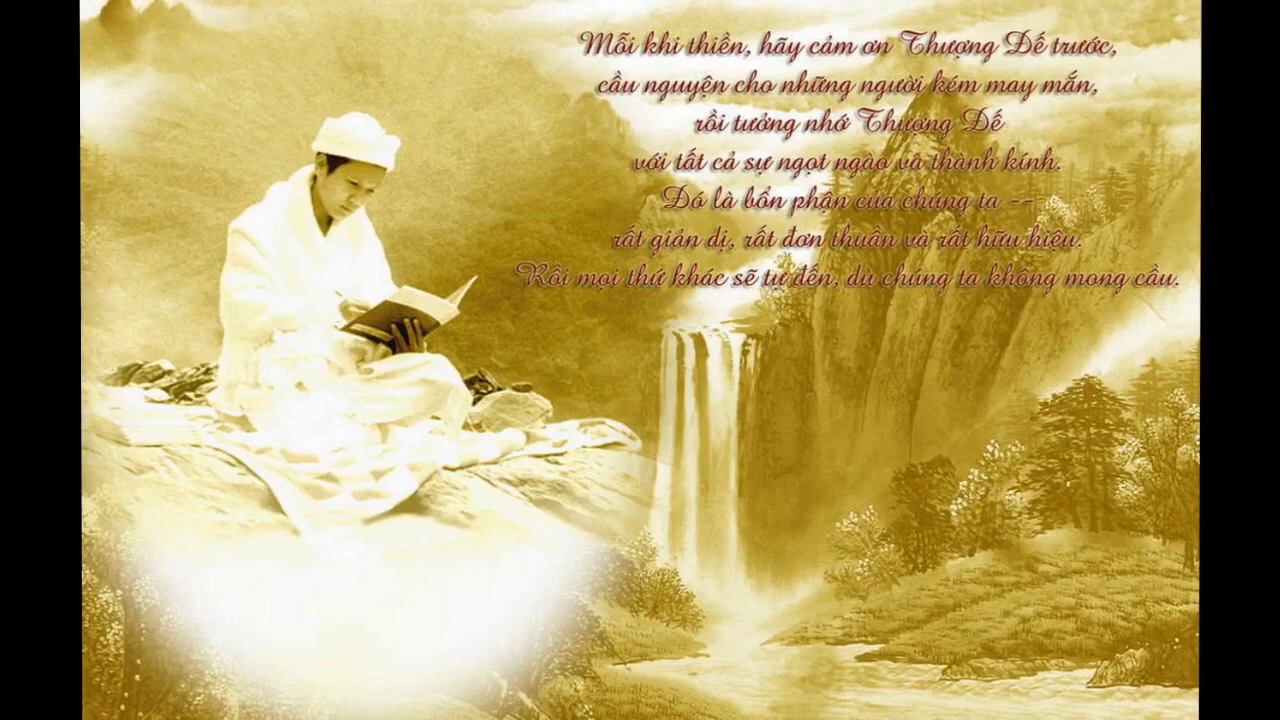 Mỗi khi thiền, hãy cảm ơn Thượng Đế trước,
cầu nguyện cho những người kém may mắn,
rồi tưởng nhớ Thượng Đế
với tất cả sự ngọt ngào và thành kính.
Đó là bổn phận của chúng ta --
rất giản dị, rất đơn thuần và rất hữu hiệu.
Rồi mọi thứ khác sẽ tự đến, dù chúng ta không mong cầu.